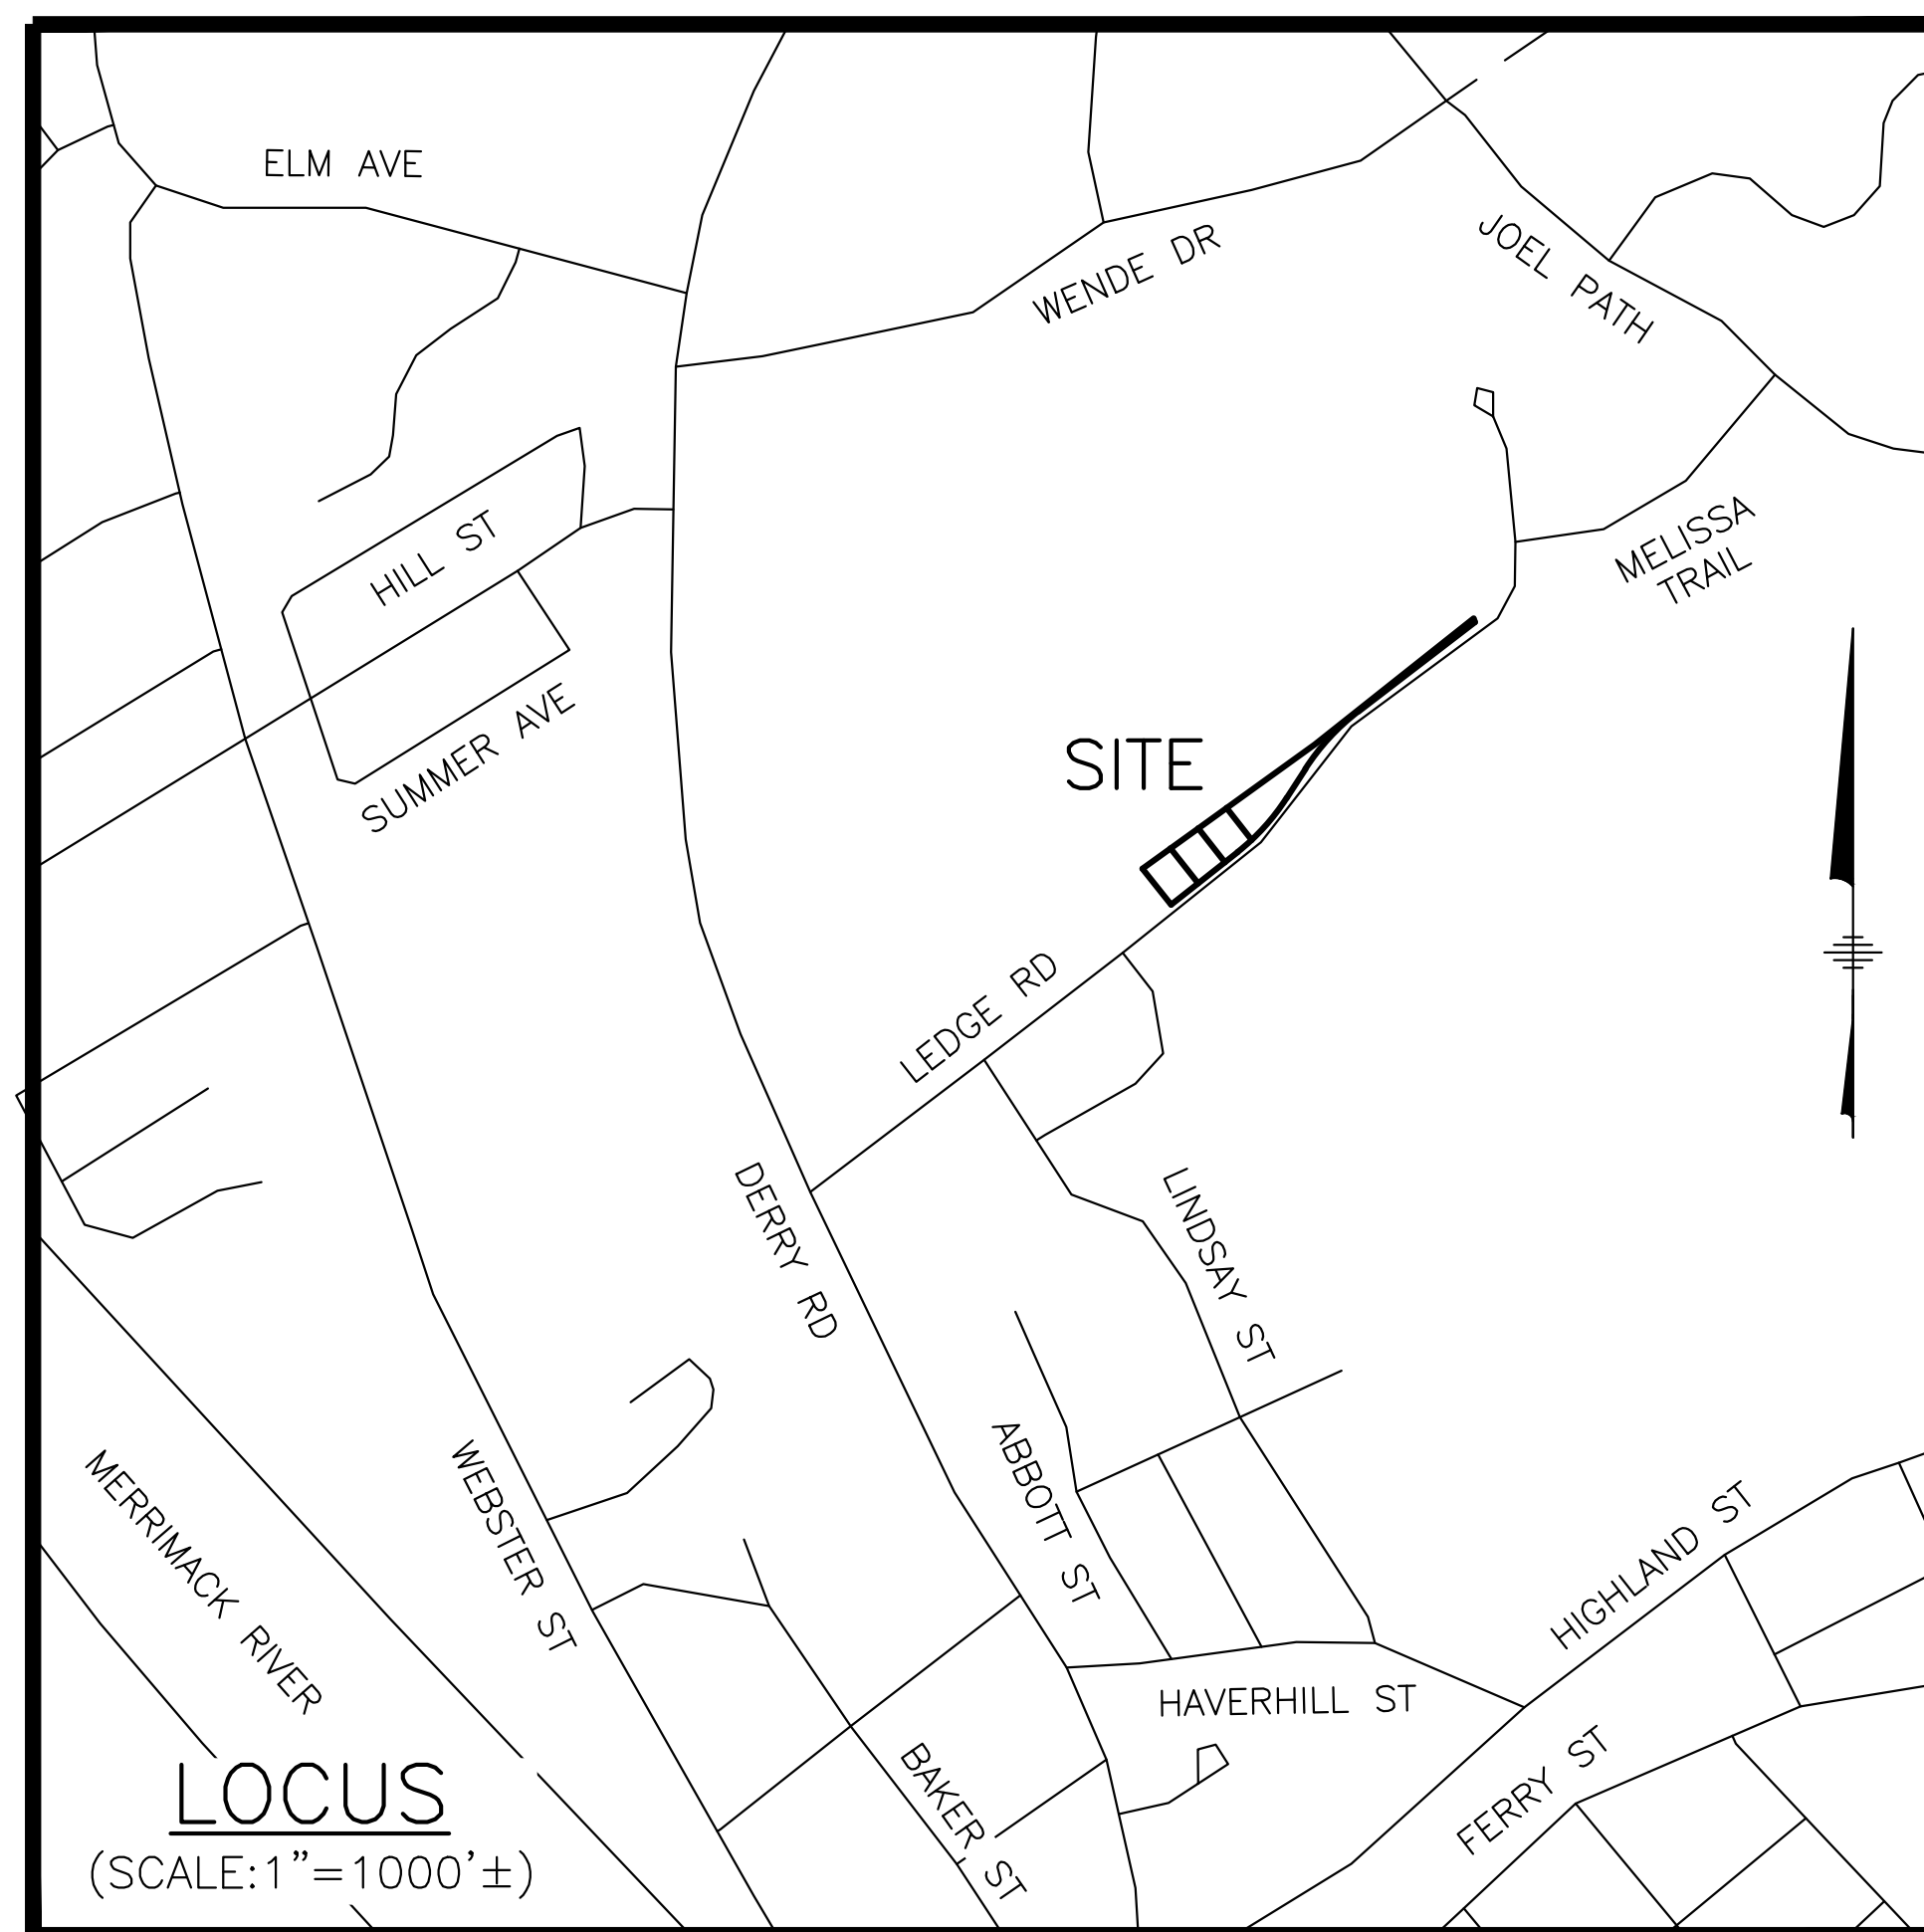 ELM AVE
WENDE DR
JOEL PATH
HILL ST
MELISSA
TRAIL
SUMMER AVE
SITE
LEDGE RD
DERRY RD
LINDSAY ST
ABBOTT ST
WEBSTER ST
MERRIMACK RIVER
HIGHLAND ST
HAVERHILL ST
FERRY ST
BAKER ST
LOCUS
(SCALE:1"=1000'±)